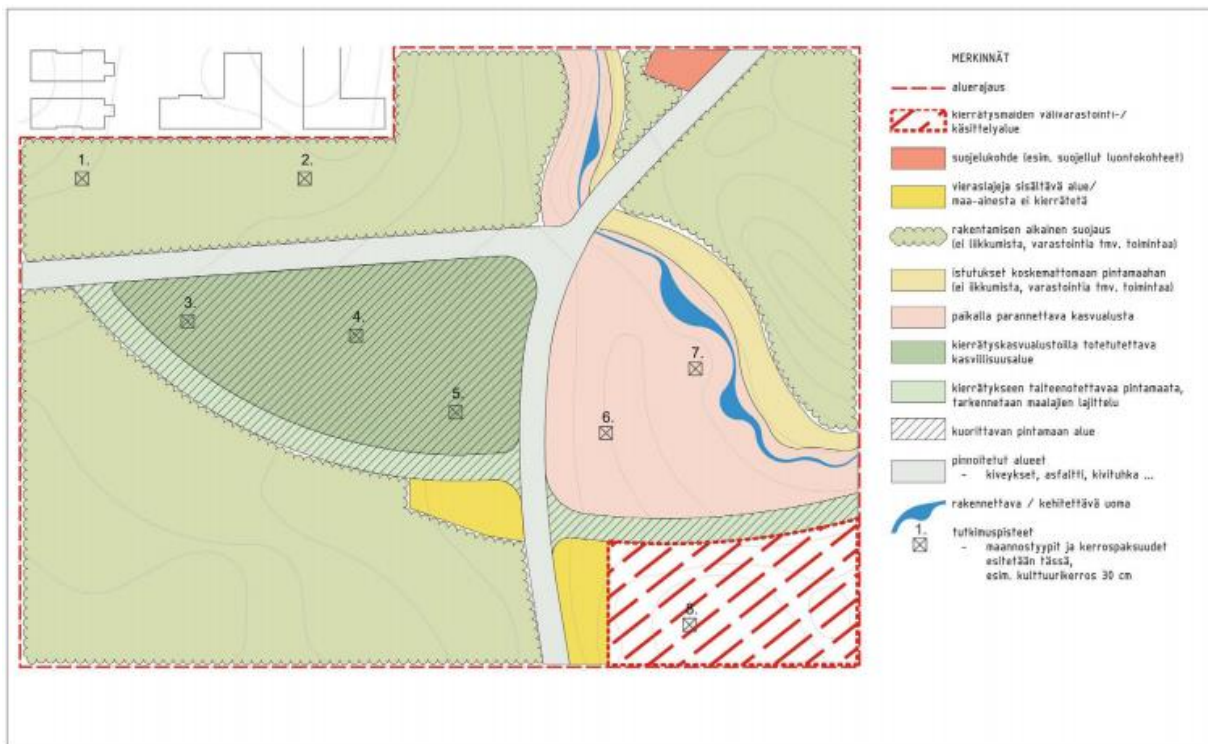 MERKINNÄT
aluerajaus
kierrätysmaiden välivarastointi-/
käsittelyalue
suojelukohde (esim. suojellut luontokohteet)
vieraslajeja sisältävä alue/
maa-ainesta ei kierrätetä
rakentamisen aikainen suojaus
(ei liikkumista, varastointia tmv. toimintaa)
istutukset koskemattomaan pintamaahan
(ei liikkumista, varastointia tmv. toimintaa)
paikalla parannettava kasvualusta
kierrätyskasvualustoilla totetutettava
kasvillisuusalue
kierrätykseen talteenotettavaa pintamaata,
tarkennetaan maalajien lajittelu
kuorittavan pintamaan alue
pinnoitetut alueet
- kiveykset, asfaltti, kivituhka ...
rakennettava / kehitettävä uoma
1.
tutkimuspisteet
- maannostyypit ja kerrospaksuudet
esitetään tässä,
esim. kulttuurikerros 30 cm
1.
2.
3.
4.
5.
6.
7.
8.